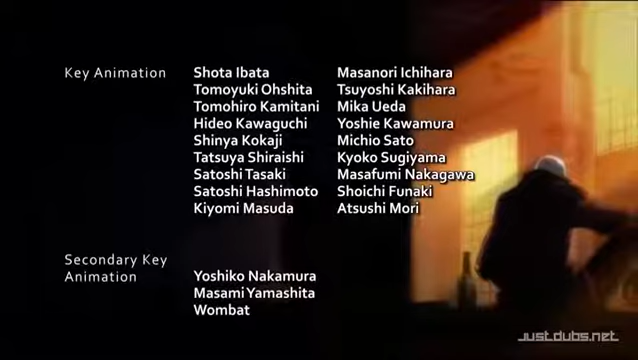 Key Animation
Shota Ibata
Tomoyuki Ohshita
Tomohiro Kamitani
Hideo Kawaguchi
Shinya Kokaji
Tatsuya Shiraishi
Satoshi Tasaki
Satoshi Hashimoto
Kiyomi Masuda
Masanori Ichihara
Tsuyoshi Kakihara
Mika Ueda
Yoshie Kawamura
Michio Sato
Kyoko Sugiyama
Masafumi Nakagawa
Shoichi Funaki
Atsushi Mori
Secondary Key
Animation
Yoshiko Nakamura
Masami Yamashita
Wombat
justdubs.net